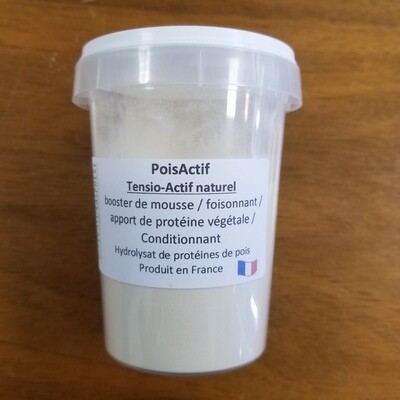 PoisActif
Tensio-Actif naturel
booster de mousse / foisonnant /
apport de protéine végétale /
Conditionnant
Hydrolysat de protéines de pois
Produit en France